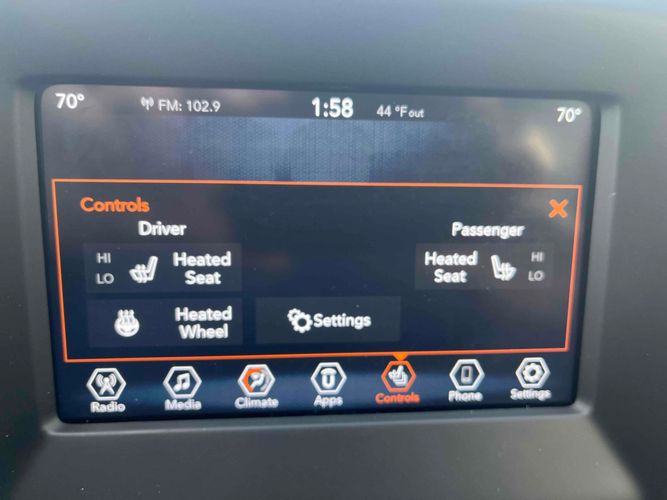 70° FM: 102.9 1:58 44 °F out 70°
Controls
Driver Passenger
HI
LO
Heated
Seat
Heated
Seat
HI
LO
Heated
Wheel
Settings
Radio Media Climate Apps Controls Phone Settings